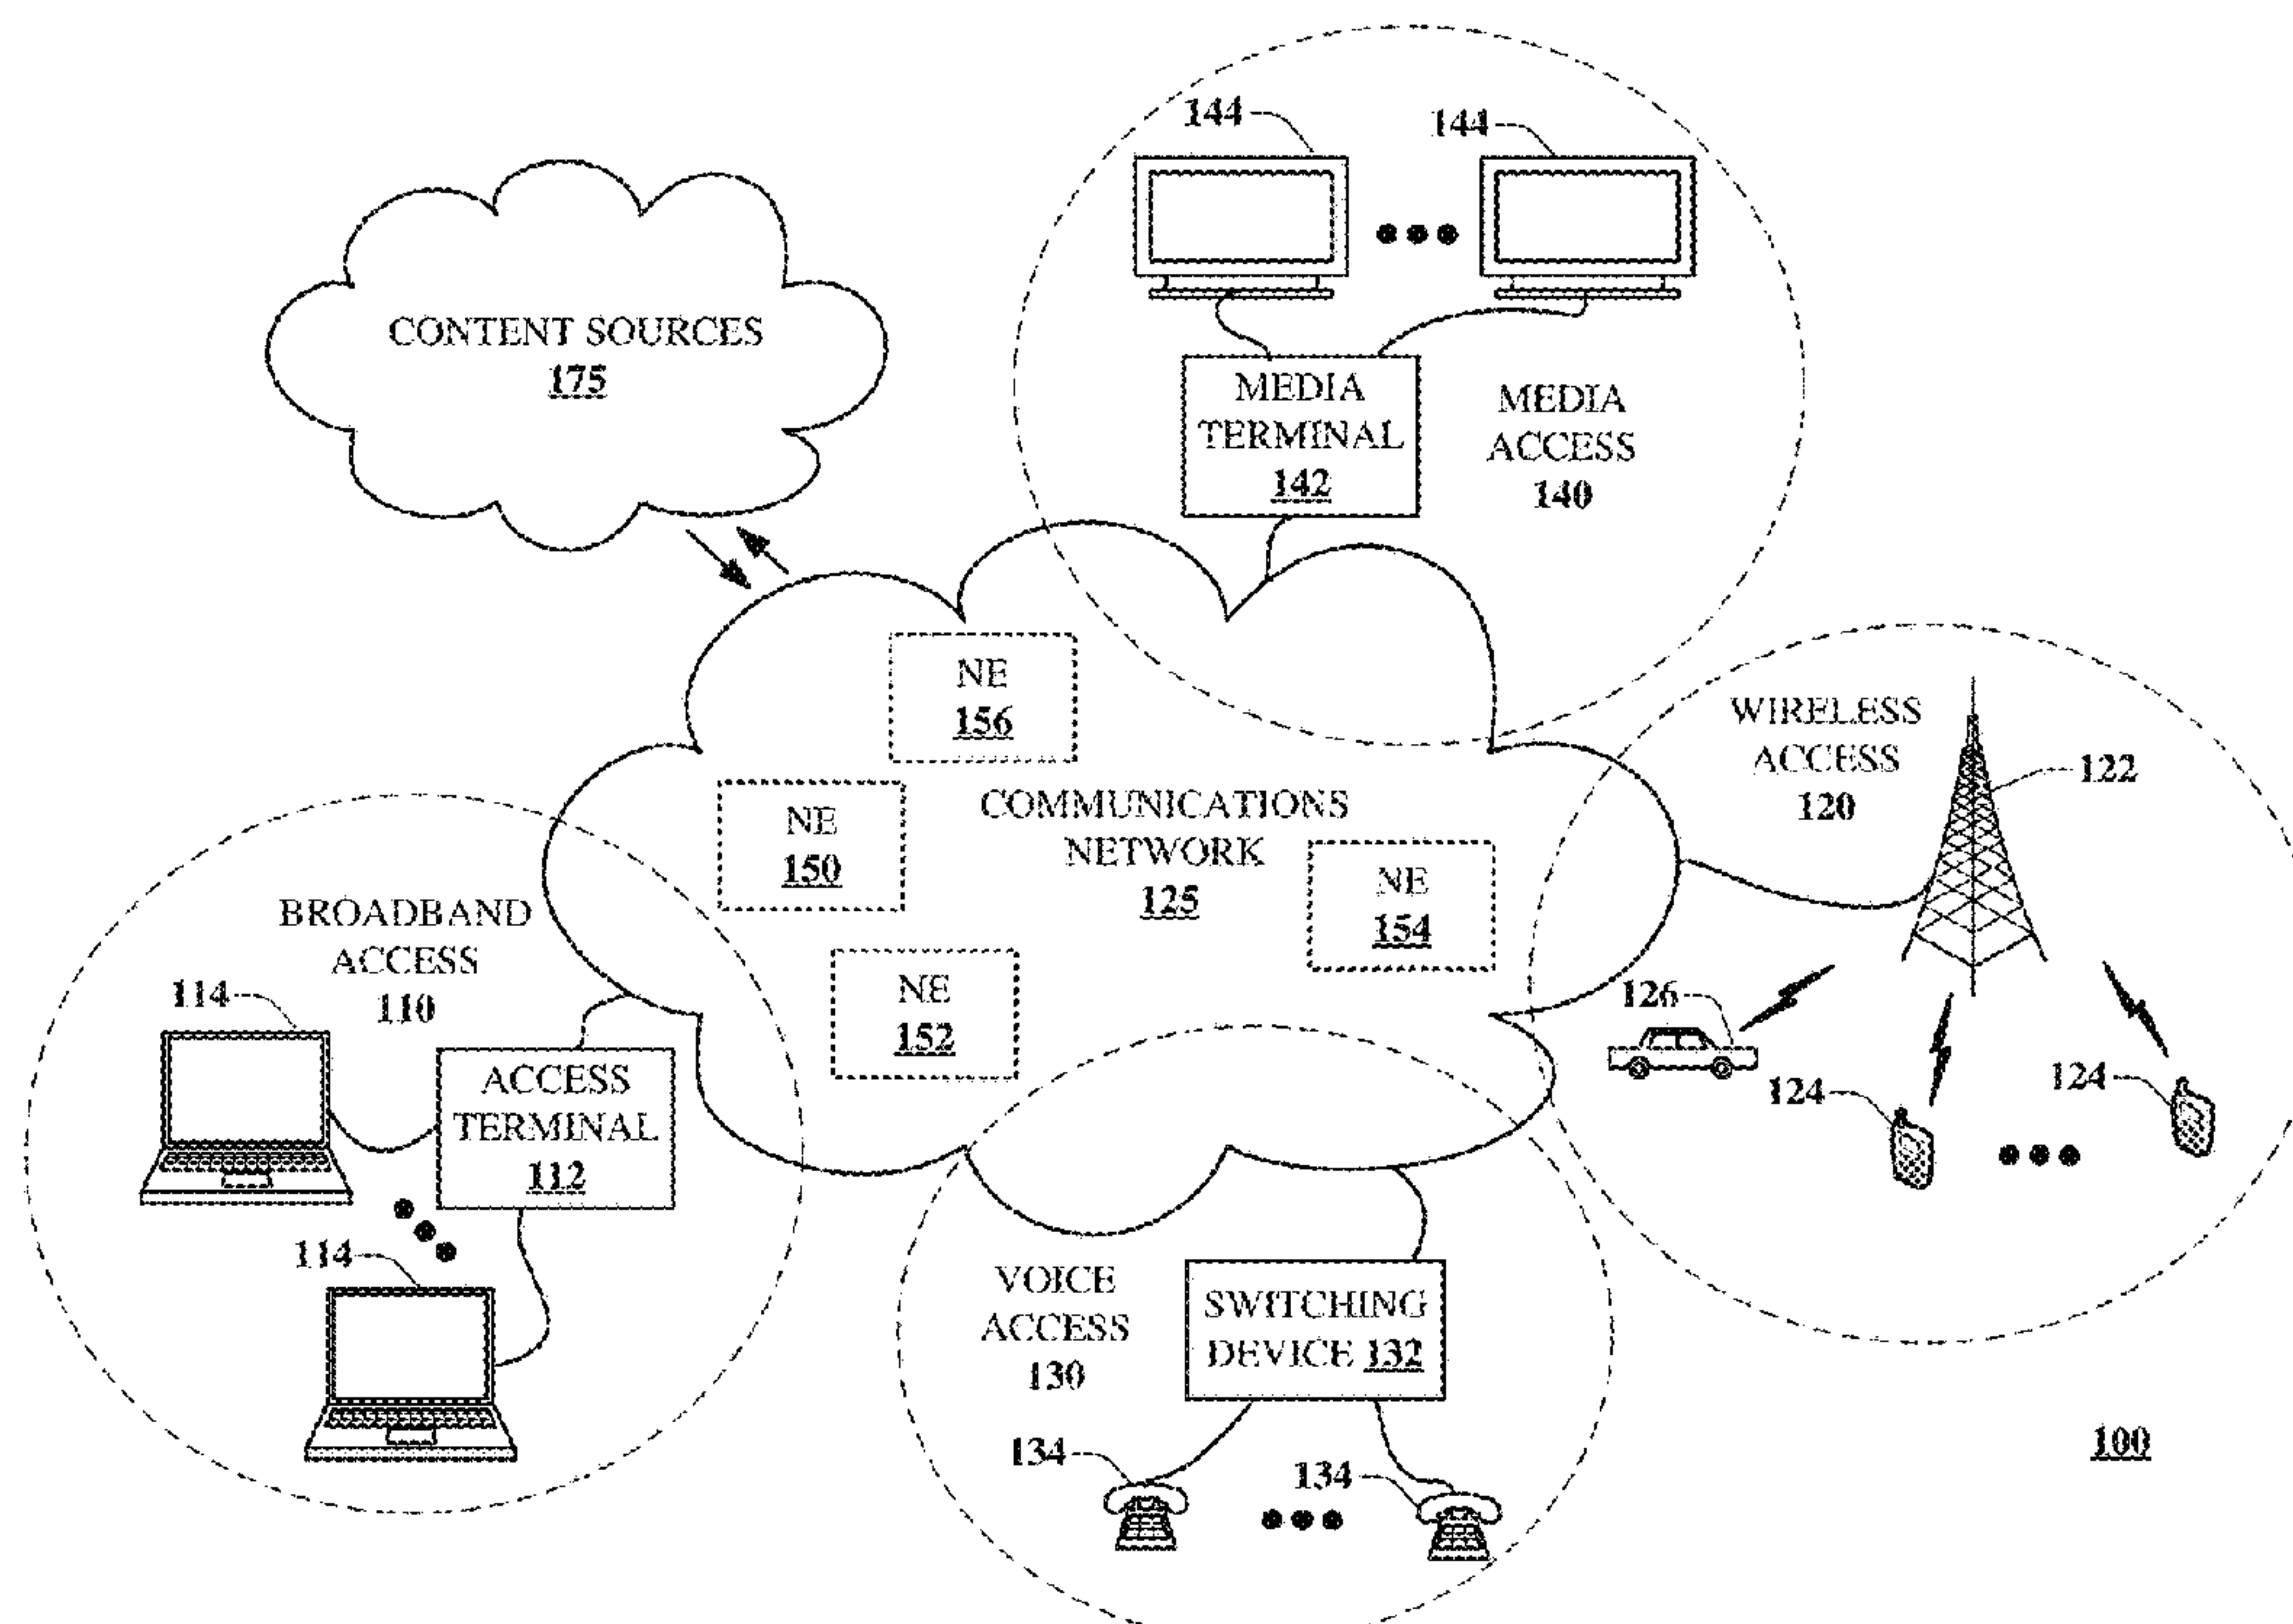 144
144
CONTENT SOURCES
175
MEDIA
TERMINAL
142
MEDIA
ACCESS
140
NE
156
WIRELESS
ACCESS
120
122
NE
150
COMMUNICATIONS
NETWORK
125
NE
154
BROADBAND
ACCESS
110
114
NE
152
126
124
124
ACCESS
TERMINAL
112
114
VOICE
ACCESS
130
SWITCHING
DEVICE 132
134
134
100